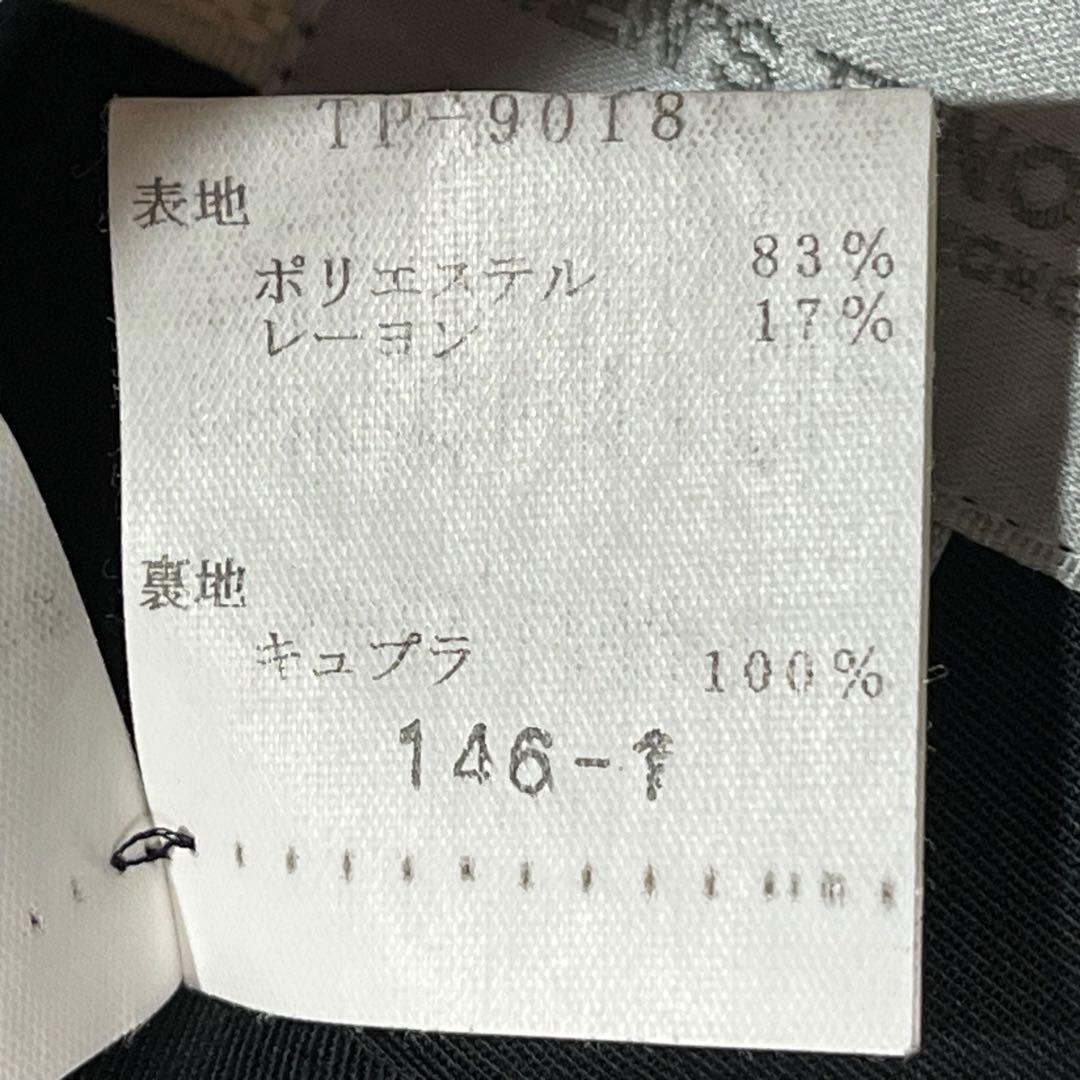 TP-9018
表地
ポリエステル 83%
レーヨン 17%
裏地
キュプラ 100%
146-1